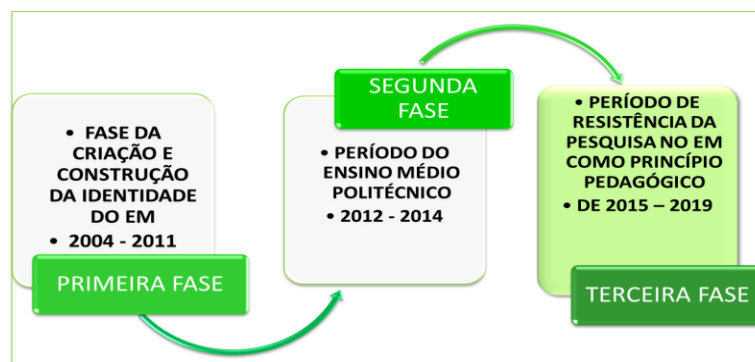 • FASE DA
CRIAÇÃO E
CONSTRUÇÃO
DA IDENTIDADE
DO EM
• 2004 - 2011
PRIMEIRA FASE
SEGUNDA
FASE
• PERÍODO DO
ENSINO MÉDIO
POLITÉCNICO
• 2012 - 2014
• PERÍODO DE
RESISTÊNCIA DA
PESQUISA NO EM
COMO PRINCÍPIO
PEDAGÓGICO
• DE 2015 – 2019
TERCEIRA FASE